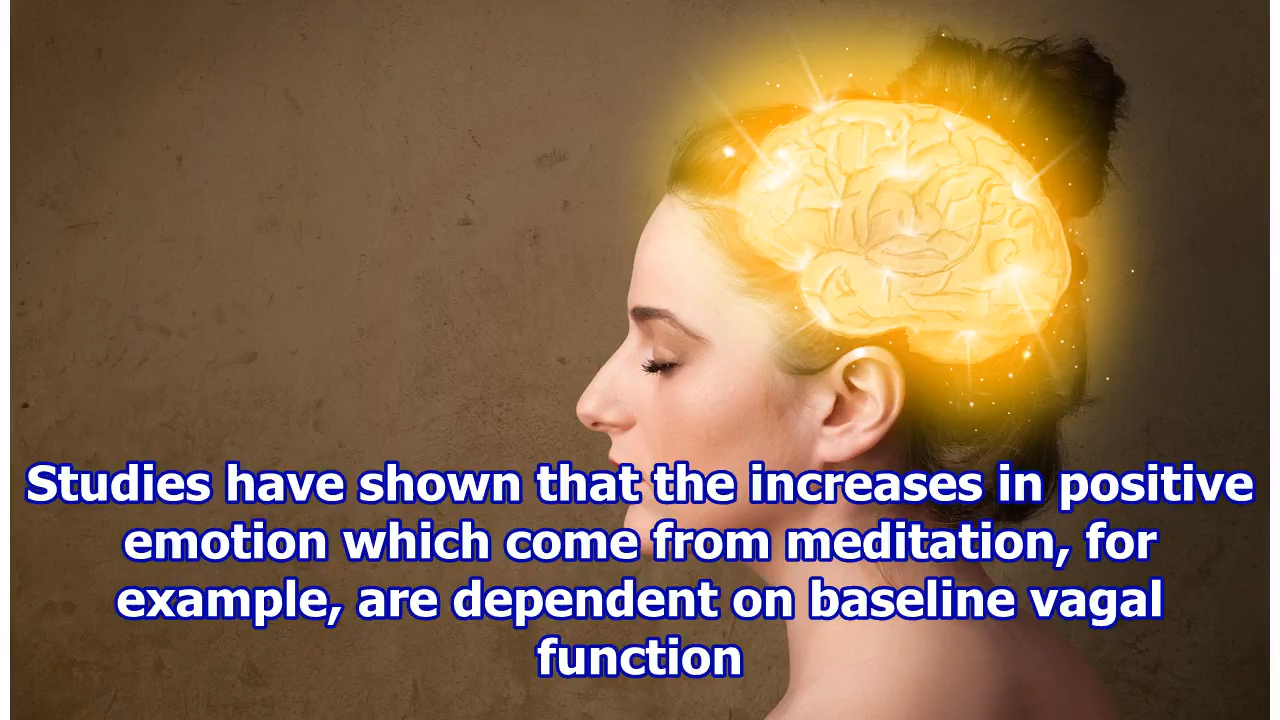 Studies have shown that the increases in positive
emotion which come from meditation, for
example, are dependent on baseline vagal
function